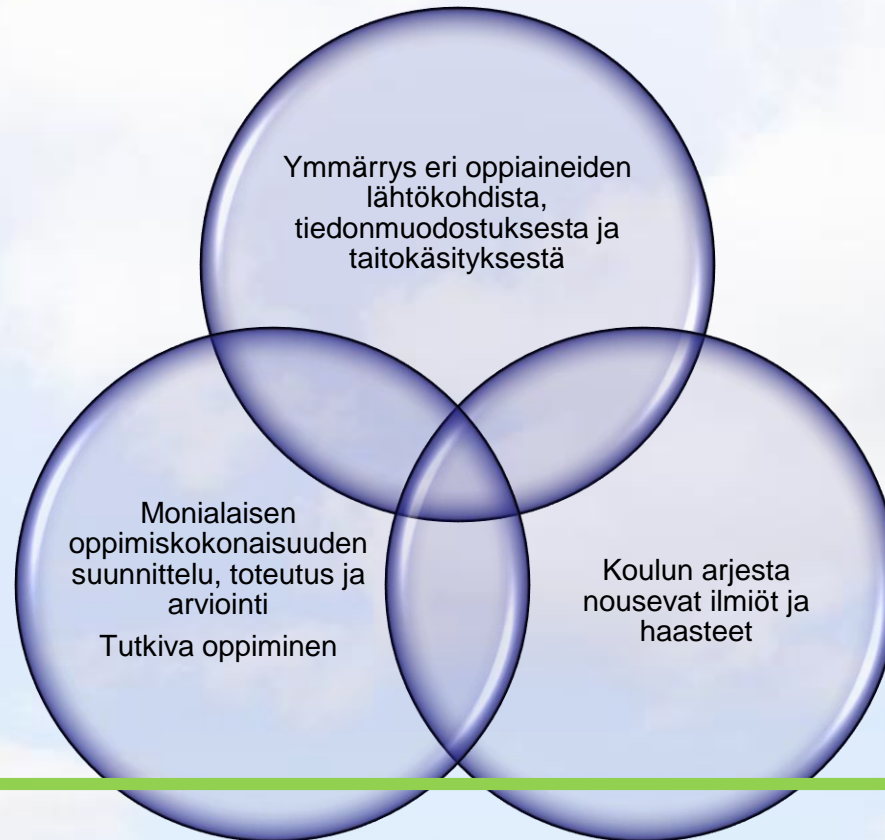 Ymmärrys eri oppiaineiden
lähtökohdista,
tiedonmuodostuksesta ja
taitokäsityksestä
Monialaisen
oppimiskokonaisuuden
suunnittelu, toteutus ja
arviointi
Tutkiva oppiminen
Koulun arjesta
nousevat ilmiöt ja
haasteet